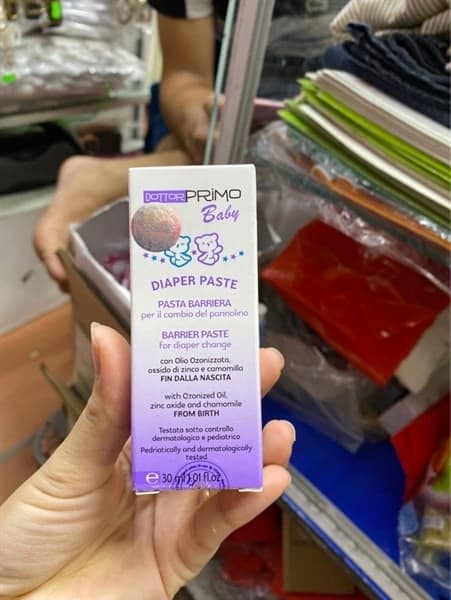 DOTTOR PRIMO
Baby
DIAPER PASTE
PASTA BARRIERA
per il cambio del pannolino
BARRIER PASTE
for diaper change
con Olio Ozonizzato,
ossido di zinco e camomilla
FIN DALLA NASCITA
with Ozonized Oil,
zinc oxide and chamomile
FROM BIRTH
Testato sotto controllo
dermatologico e pediatrico
Pedriatically and dermatologically
tested
e 30 ml 1.01 fl.oz.